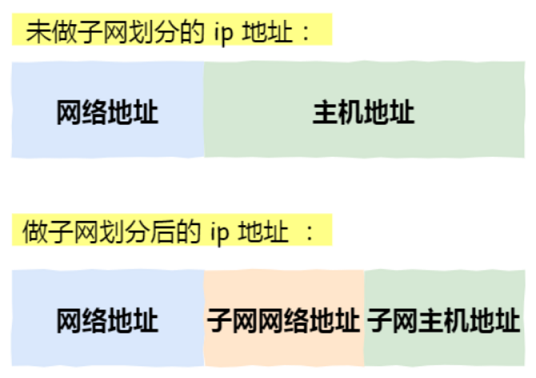 未做子网划分的 ip 地址：
网络地址 主机地址
做子网划分后的 ip 地址 ：
网络地址 子网网络地址 子网主机地址